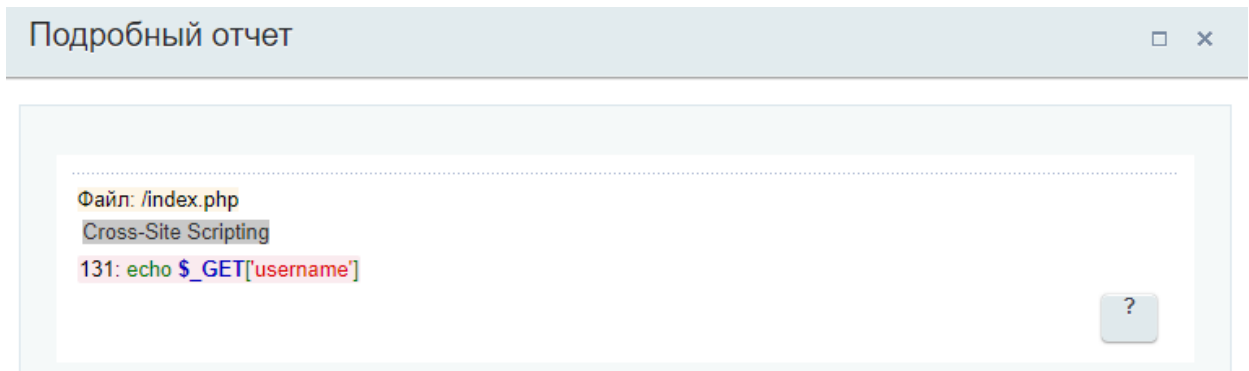 Подробный отчет
Файл: /index.php
Cross-Site Scripting
131: echo $_GET['username']
?